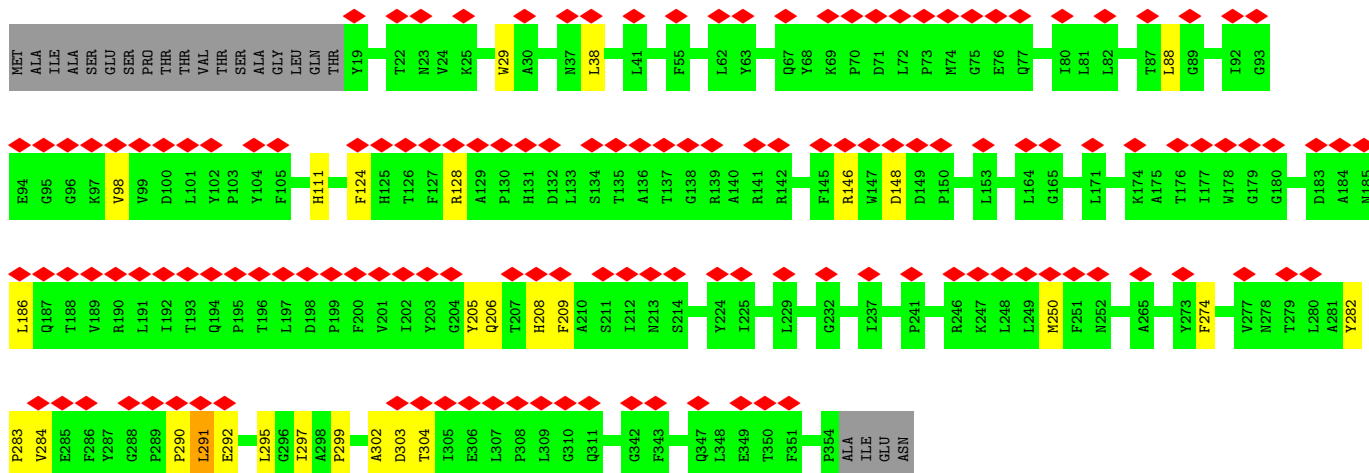 MET ALA ILE ALA SER GLU SER PRO THR THR VAL THR SER ALA GLY LEU GLN THR Y19 T22 N23 V24 K25 W29 A30 N37 L38 L41 F55 L62 Y63 Q67 Y68 K69 P70 D71 L72 P73 M74 G75 E76 Q77 I80 L81 L82 T87 L88 G89 I92 G93
E94 G95 G96 K97 V98 V99 D100 L101 Y102 P103 Y104 F105 H111 F124 H125 T126 F127 R128 A129 P130 H131 D132 L133 S134 T135 A136 T137 G138 R139 A140 R141 R142 F145 R146 W147 D148 D149 P150 L153 L164 G165 L171 K174 A175 T176 I177 W178 G179 G180 D183 A184 N185
L186 Q187 T188 V189 R190 L191 I192 T193 Q194 P195 T196 L197 D198 P199 F200 V201 I202 Y203 G204 Y205 Q206 T207 H208 F209 A210 S211 I212 N213 S214 Y224 I225 L229 G232 I237 P241 R246 K247 L248 L249 M250 F251 N252 A265 Y273 F274 V277 N278 T279 L280 A281 Y282
P283 V284 E285 F286 Y287 G288 P289 P290 L291 E292 L295 G296 I297 A298 P299 A302 D303 T304 I305 E306 L307 P308 L309 G310 Q311 G342 F343 Q347 L348 E349 T350 F351 P354 ALA ILE GLU ASN